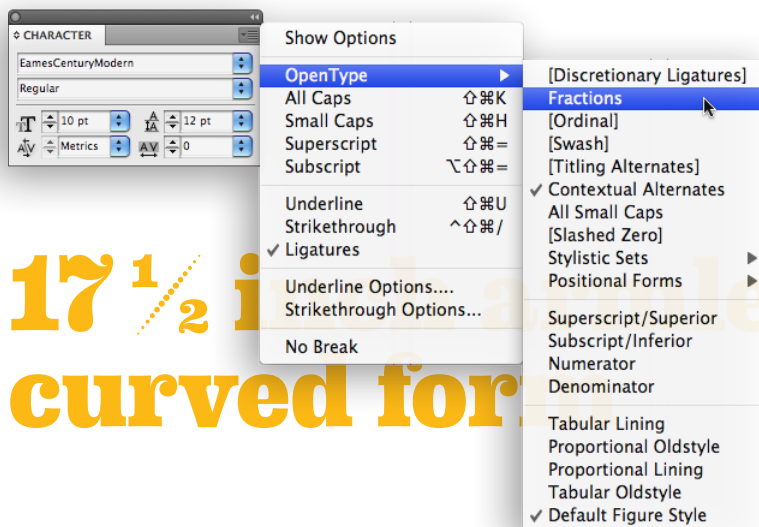 CHARACTER
EamesCenturyModern
Regular
10 pt
12 pt
Metrics
0
Show Options
OpenType
All Caps ⇧⌘K
Small Caps ⇧⌘H
Superscript ⇧⌘=
Subscript ⌥⇧⌘=
Underline ⇧⌘U
Strikethrough ^⇧⌘/
✓ Ligatures
Underline Options....
Strikethrough Options...
No Break
[Discretionary Ligatures]
Fractions
[Ordinal]
[Swash]
[Titling Alternates]
✓ Contextual Alternates
All Small Caps
[Slashed Zero]
Stylistic Sets
Positional Forms
Superscript/Superior
Subscript/Inferior
Numerator
Denominator
Tabular Lining
Proportional Oldstyle
Proportional Lining
Tabular Oldstyle
✓ Default Figure Style
17 ½ inch
curved form